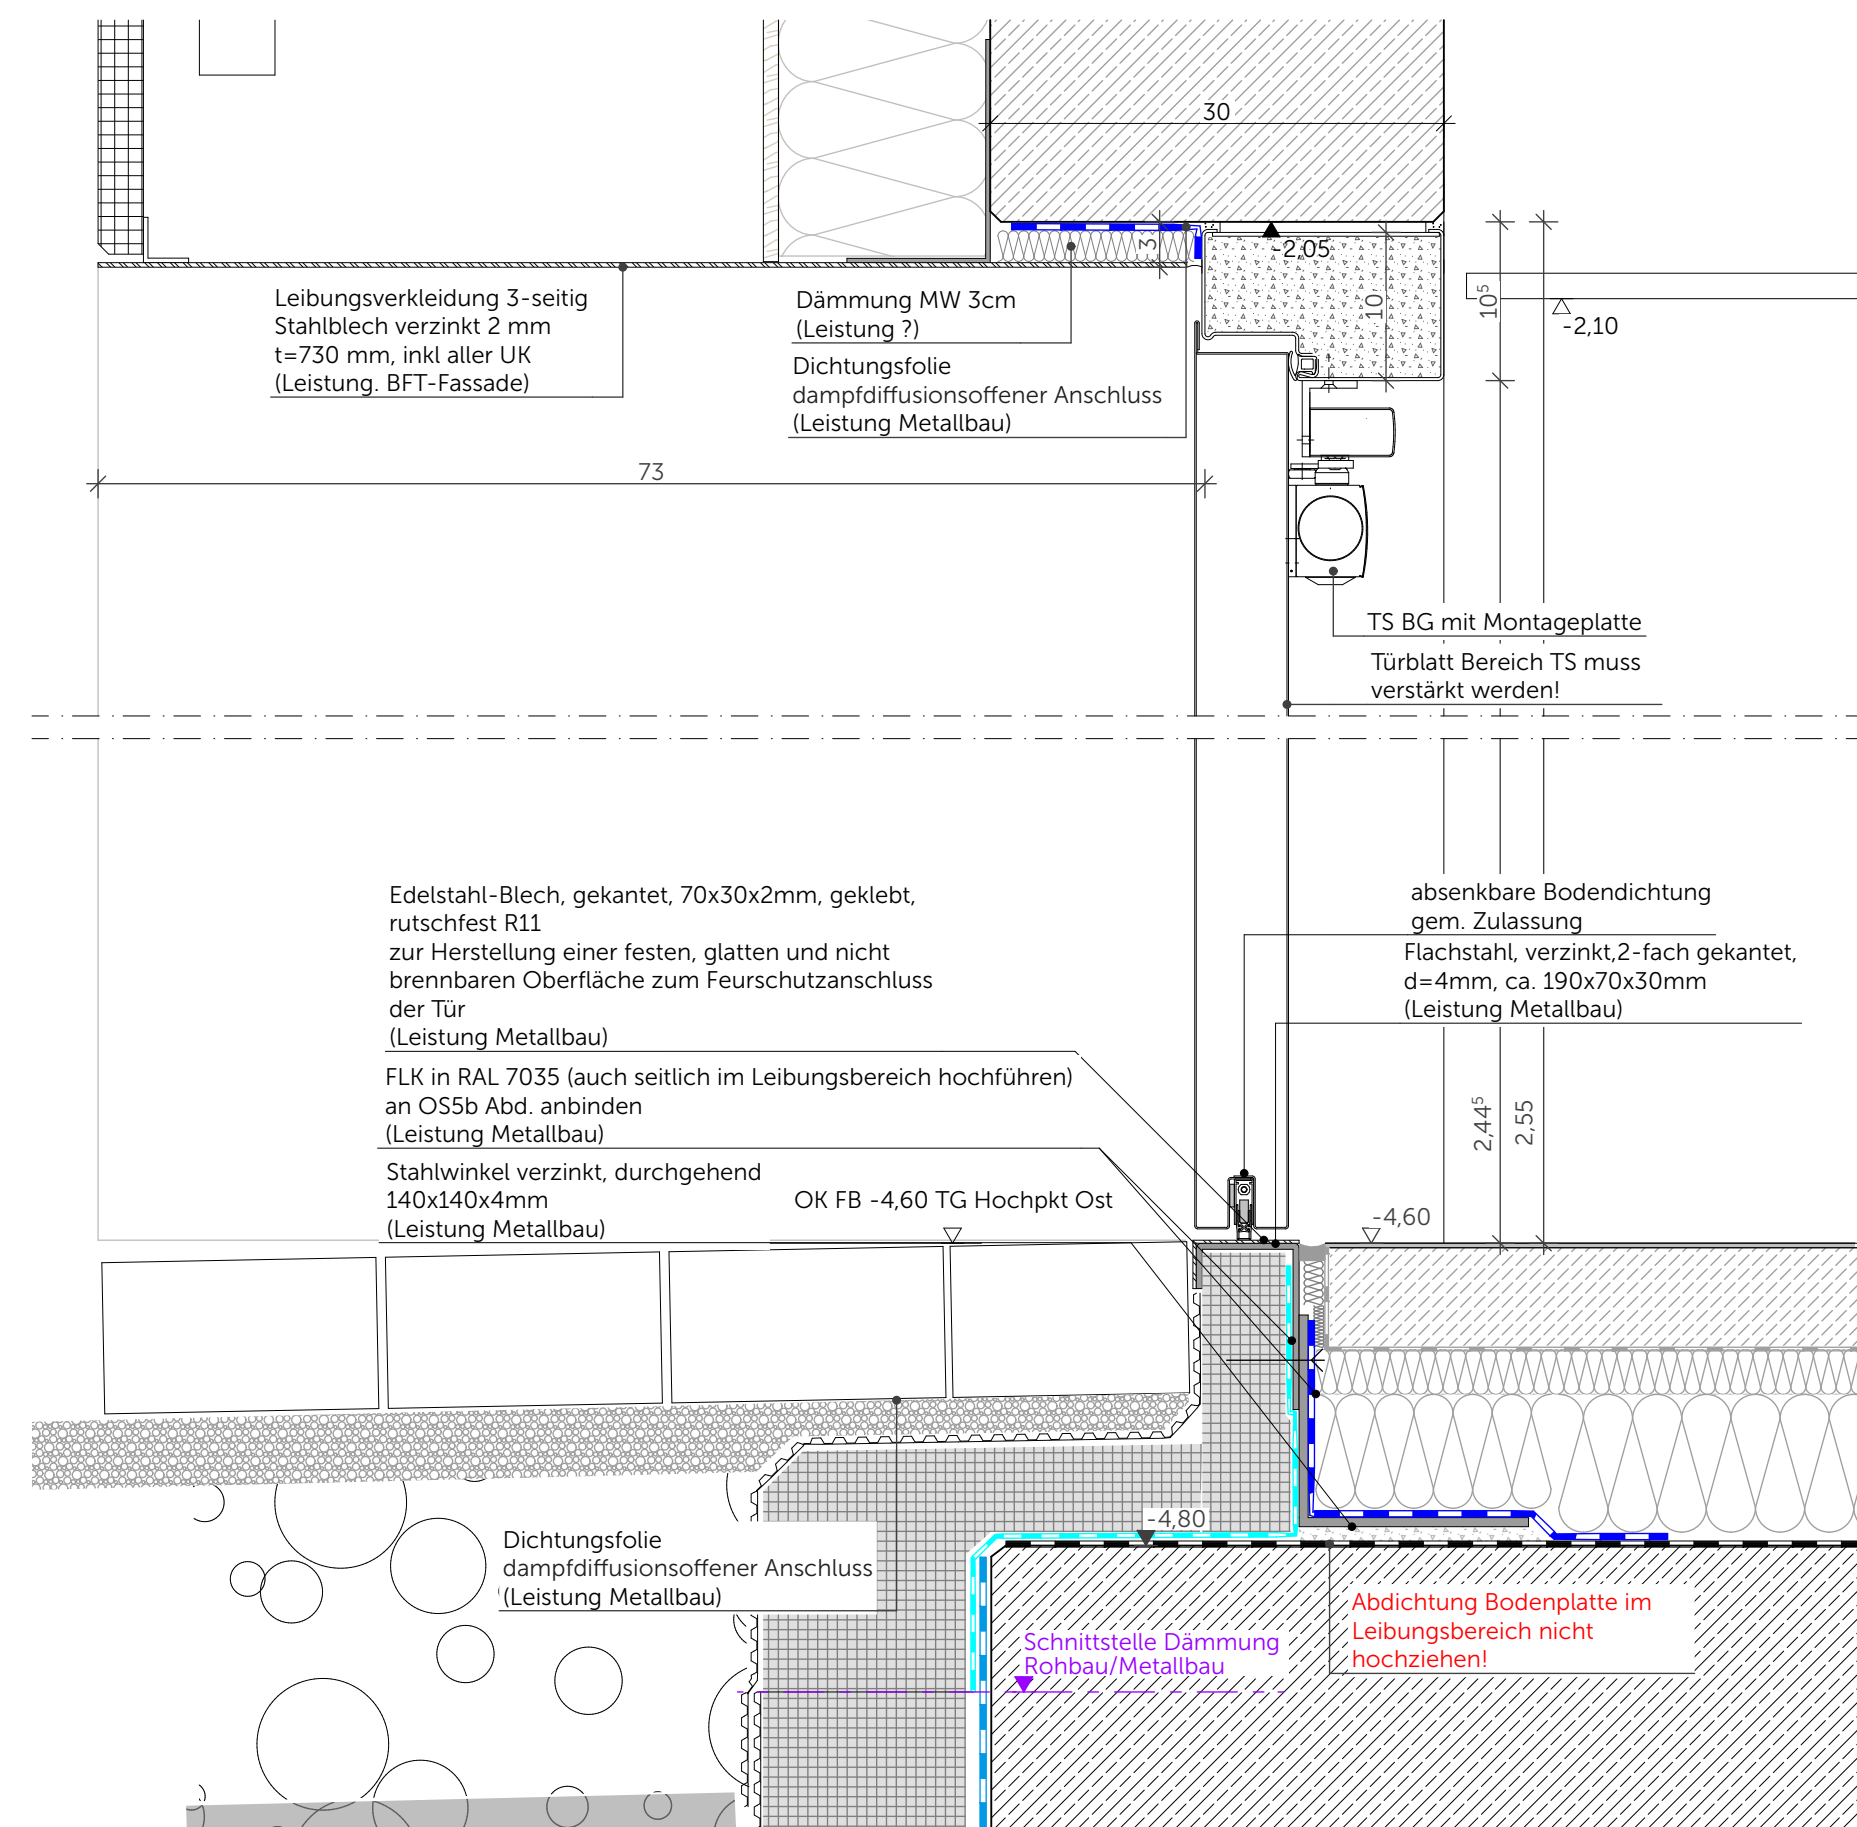 30
3
-2,05
10
10⁵
-2,10
Leibungsverkleidung 3-seitig
Stahlblech verzinkt 2 mm
t=730 mm, inkl aller UK
(Leistung. BFT-Fassade)
Dämmung MW 3cm
(Leistung ?)
Dichtungsfolie
dampfdiffusionsoffener Anschluss
(Leistung Metallbau)
73
TS BG mit Montageplatte
Türblatt Bereich TS muss
verstärkt werden!
Edelstahl-Blech, gekantet, 70x30x2mm, geklebt,
rutschfest R11
zur Herstellung einer festen, glatten und nicht
brennbaren Oberfläche zum Feurschutzanschluss
der Tür
(Leistung Metallbau)
absenkbare Bodendichtung
gem. Zulassung
Flachstahl, verzinkt,2-fach gekantet,
d=4mm, ca. 190x70x30mm
(Leistung Metallbau)
FLK in RAL 7035 (auch seitlich im Leibungsbereich hochführen)
an OS5b Abd. anbinden
(Leistung Metallbau)
2,44⁵
2,55
Stahlwinkel verzinkt, durchgehend
140x140x4mm
(Leistung Metallbau)
OK FB -4,60 TG Hochpkt Ost
-4,60
-4,80
Dichtungsfolie
dampfdiffusionsoffener Anschluss
(Leistung Metallbau)
Abdichtung Bodenplatte im
Leibungsbereich nicht
hochziehen!
Schnittstelle Dämmung
Rohbau/Metallbau